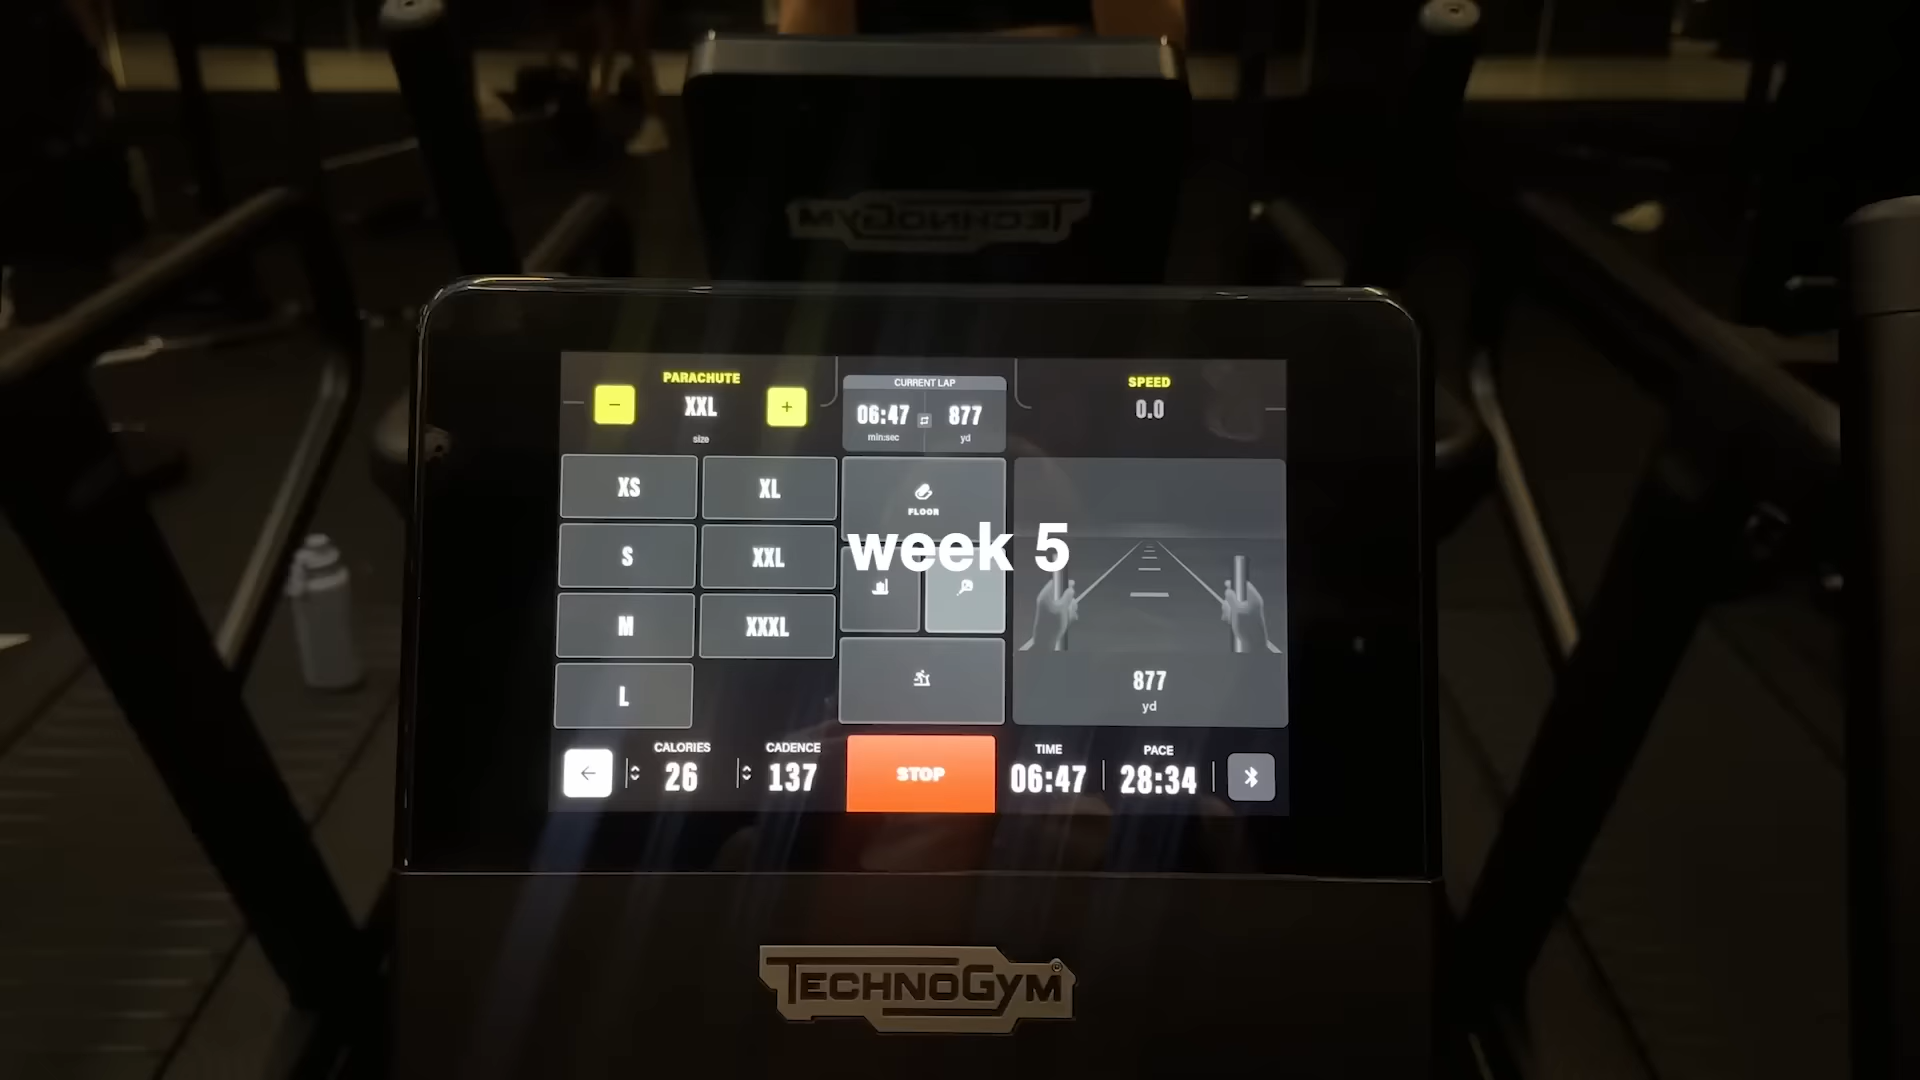 TECHNOGYM
PARACHUTE
−
XXL
+
size
CURRENT LAP
06:47
877
min:sec
yd
SPEED
0.0
XS
XL
S
XXL
M
XXXL
L
FLOOR
week 5
877
yd
CALORIES
26
CADENCE
137
STOP
TIME
06:47
PACE
28:34
TECHNOGYM